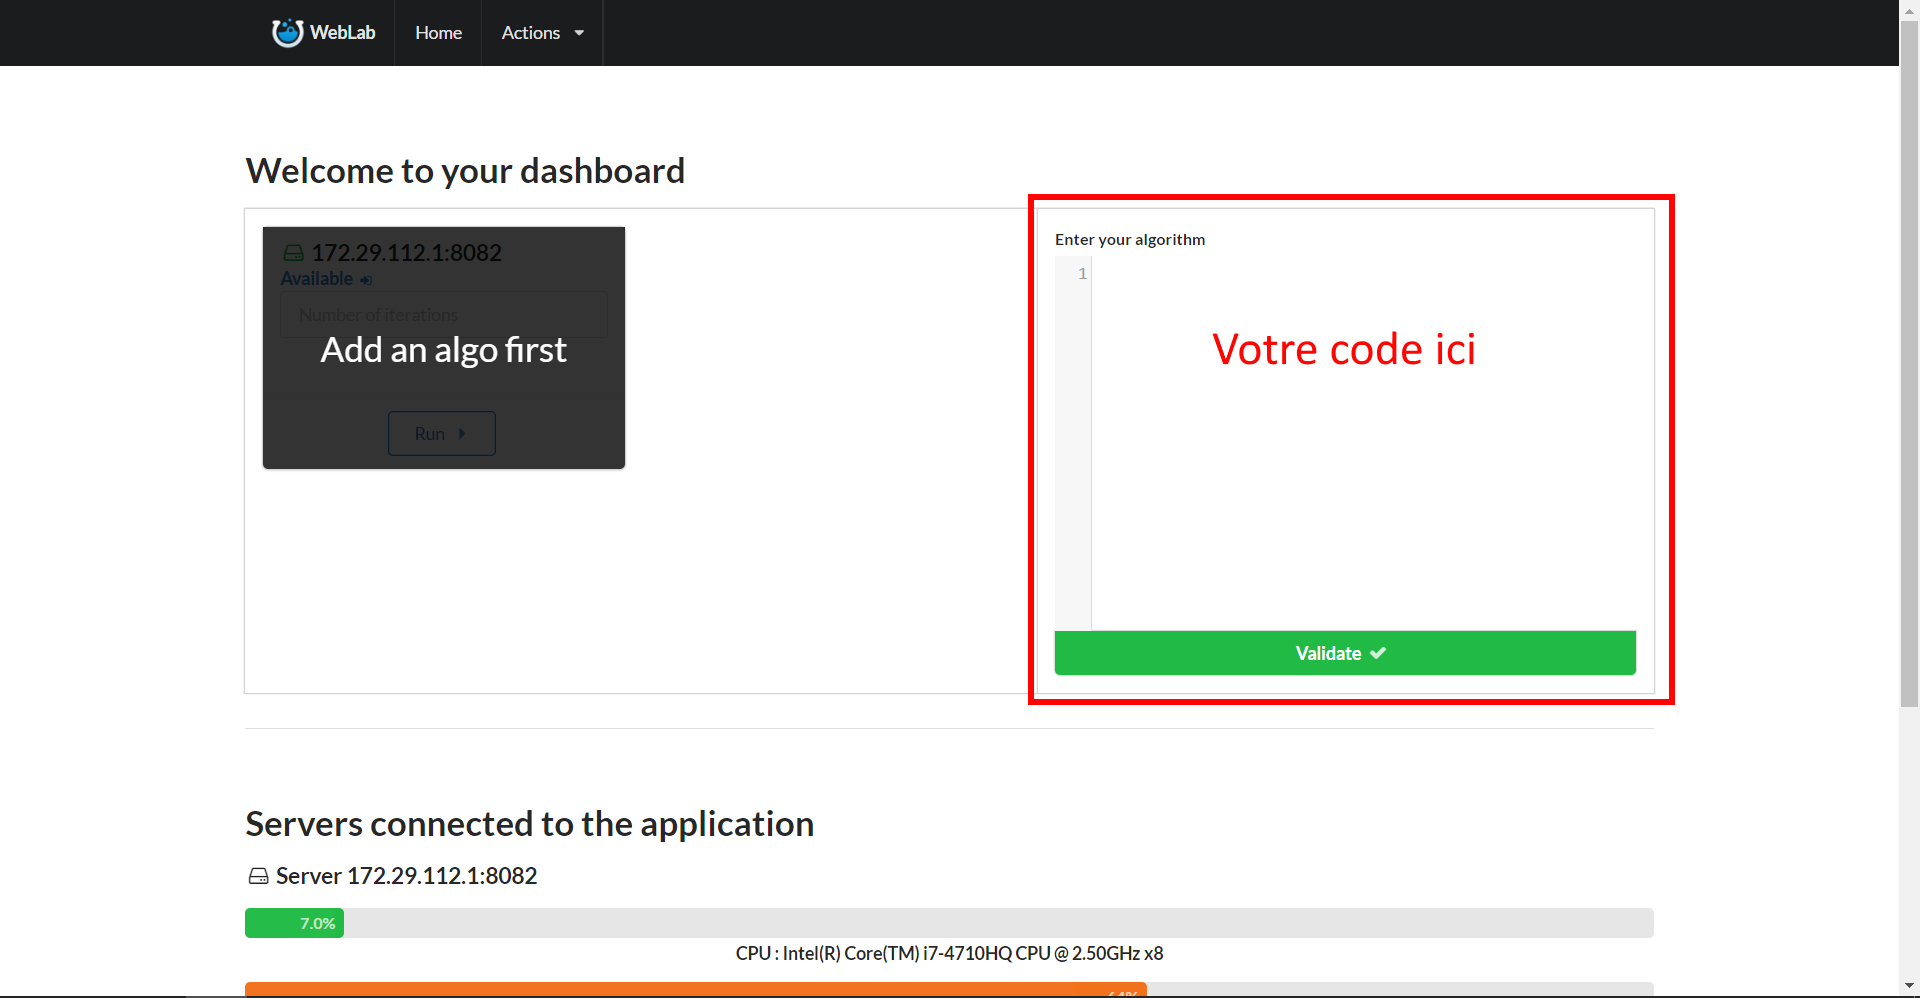 WebLab
Home
Actions
Welcome to your dashboard
172.29.112.1:8082
Available
Number of iterations
Add an algo first
Run
Enter your algorithm
1
Votre code ici
Validate
Servers connected to the application
Server 172.29.112.1:8082
7.0%
CPU : Intel(R) Core(TM) i7-4710HQ CPU @ 2.50GHz x8